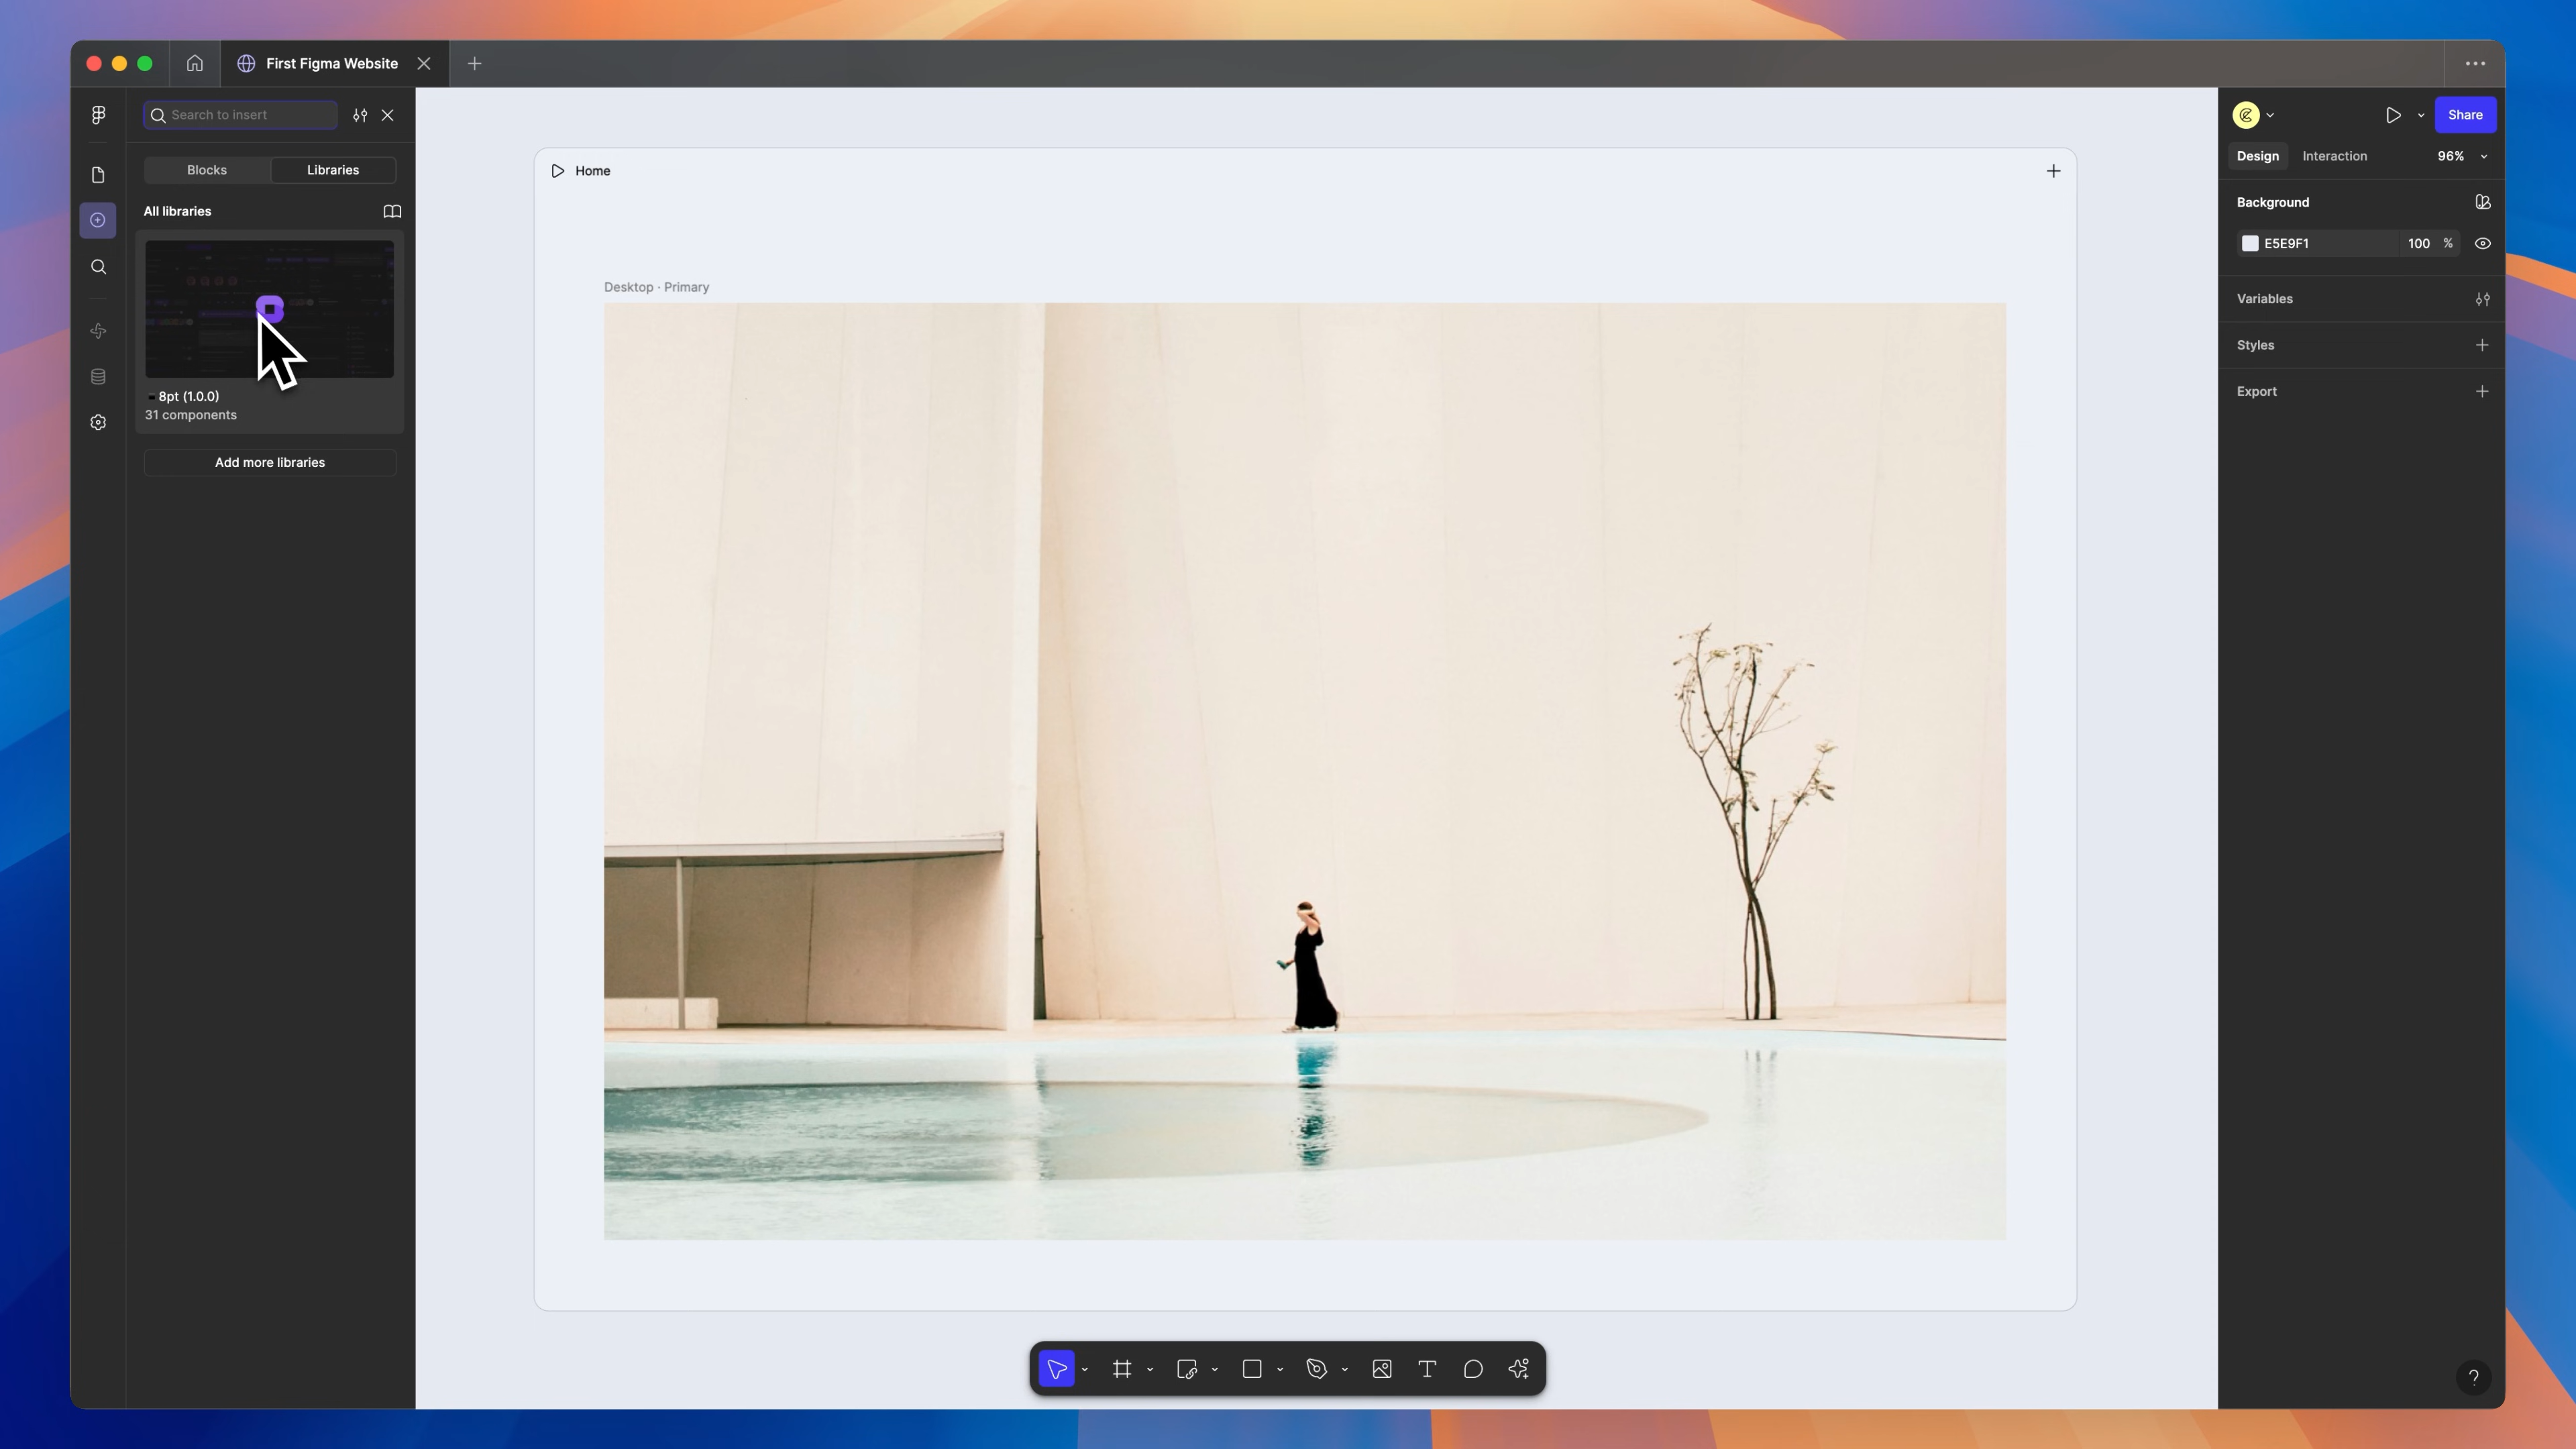 First Figma Website
Search to insert
Blocks
Libraries
All libraries
8pt (1.0.0)
31 components
Add more libraries
Home
Desktop · Primary
Share
Design
Interaction
96%
Background
E5E9F1
100 %
Variables
Styles
Export
?